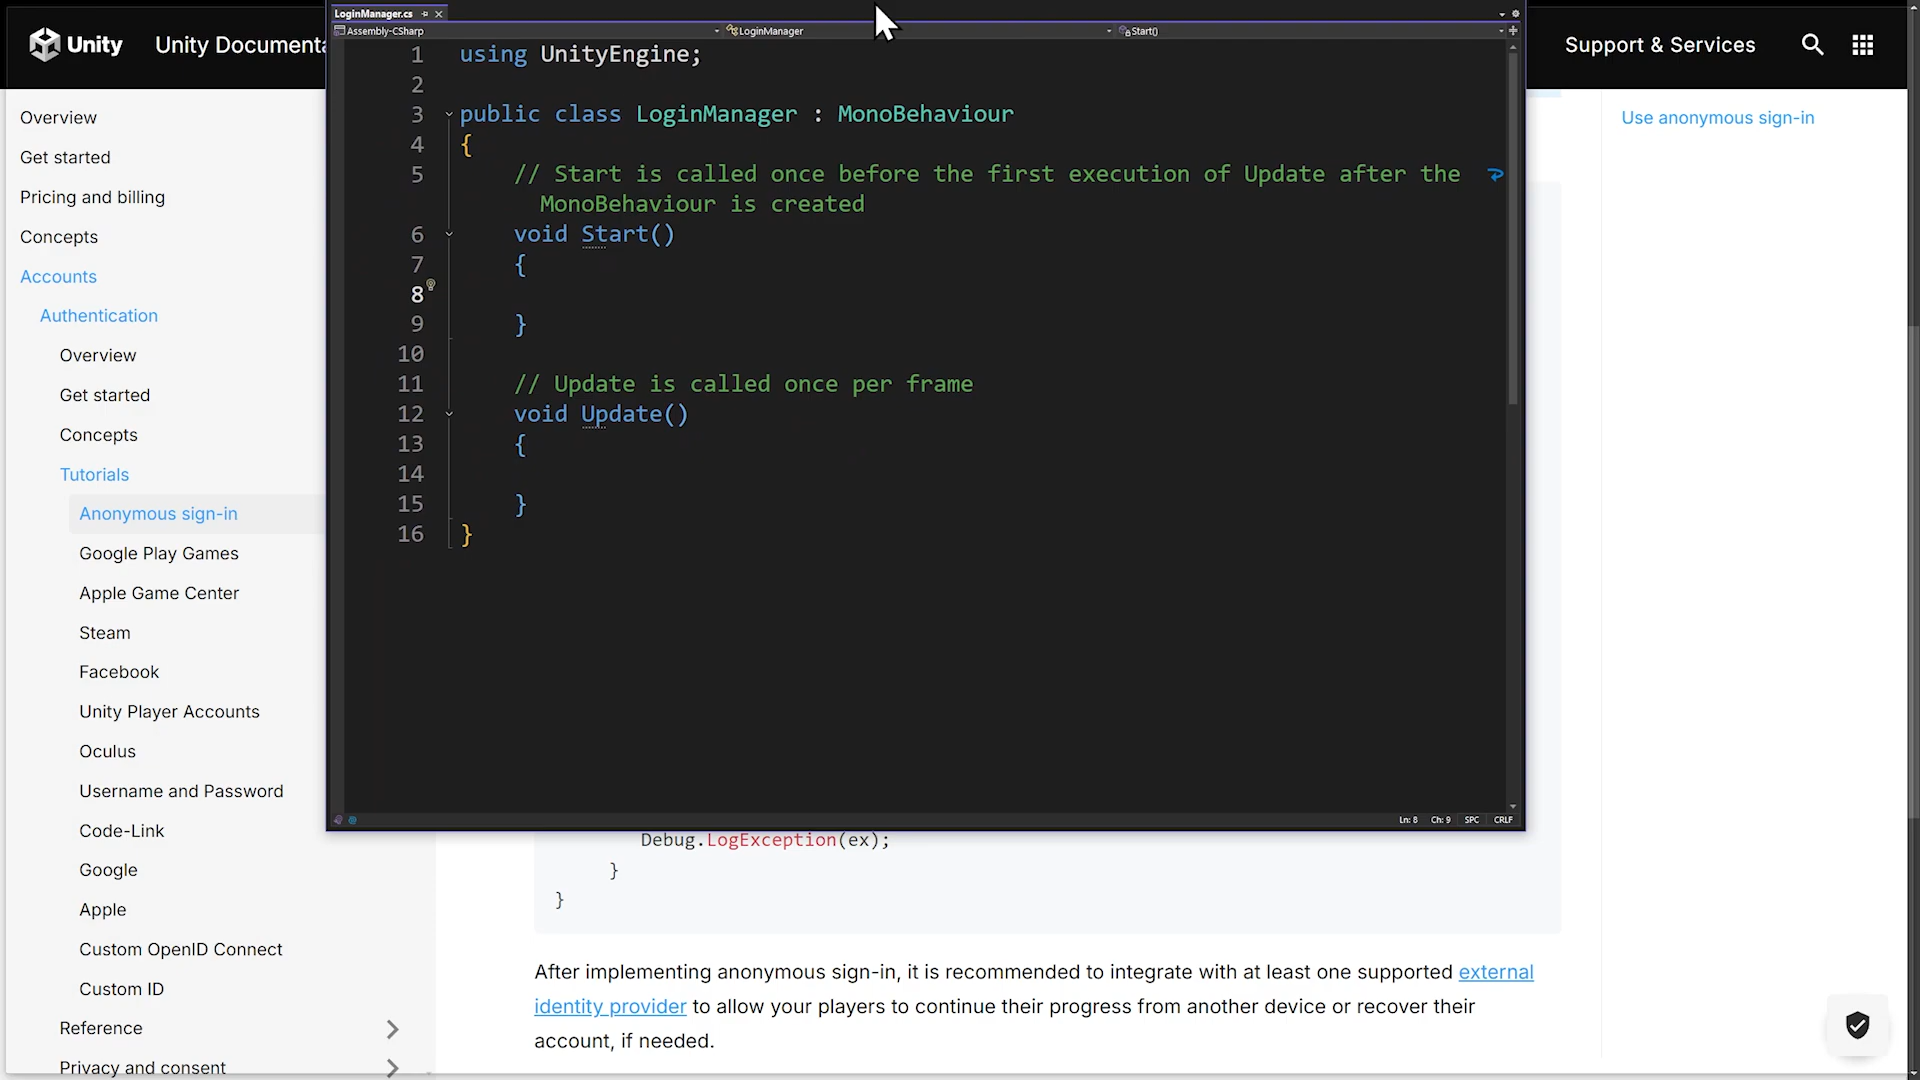 Unity
Unity Documenta
Support & Services
LoginManager.cs
Assembly-CSharp
LoginManager
Start()
1 using UnityEngine;
2
3 public class LoginManager : MonoBehaviour
4 {
5 // Start is called once before the first execution of Update after the
MonoBehaviour is created
6 void Start()
7 {
8
9 }
10
11 // Update is called once per frame
12 void Update()
13 {
14
15 }
16 }
Ln: 8 Ch: 9 SPC CRLF
Overview
Get started
Pricing and billing
Concepts
Accounts
Authentication
Overview
Get started
Concepts
Tutorials
Anonymous sign-in
Google Play Games
Apple Game Center
Steam
Facebook
Unity Player Accounts
Oculus
Username and Password
Code-Link
Google
Apple
Custom OpenID Connect
Custom ID
Reference
Privacy and consent
Debug.LogException(ex);
}
}
After implementing anonymous sign-in, it is recommended to integrate with at least one supported external
identity provider to allow your players to continue their progress from another device or recover their
account, if needed.
Use anonymous sign-in